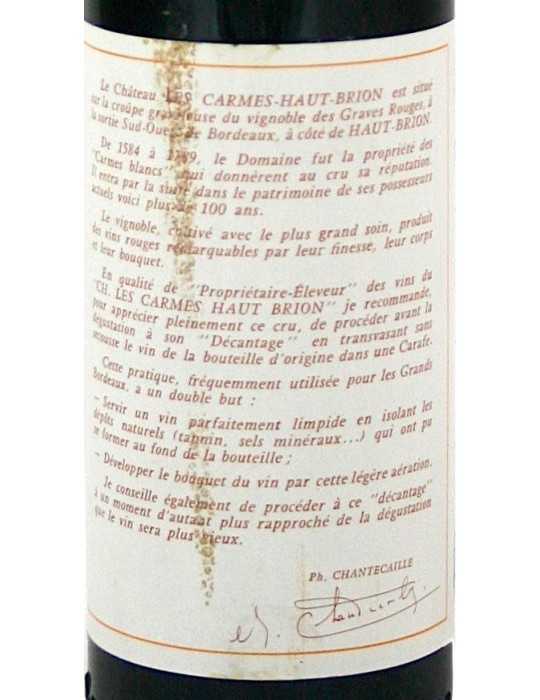 Le Château LES CARMES-HAUT-BRION est situé
sur la croûpe graveleuse du vignoble des Graves Rouges, à
la sortie Sud-Ouest de Bordeaux, à côté de HAUT-BRION.
De 1584 à 1789, le Domaine fut la propriété des
"Carmes blancs" qui donnèrent au cru sa réputation.
Il entra par la suite dans le patrimoine de ses possesseurs
actuels voici plus de 100 ans.
Le vignoble, cultivé avec le plus grand soin, produit
des vins rouges remarquables par leur finesse, leur corps
et leur bouquet.
En qualité de "Propriétaire-Éleveur" des vins du
"CH. LES CARMES HAUT BRION" je recommande,
pour apprécier pleinement ce cru, de procéder avant la
dégustation à son "Décantage" en transvasant sans
secousse le vin de la bouteille d'origine dans une Carafe.
Cette pratique, fréquemment utilisée pour les Grands
Bordeaux, a un double but :
– Servir un vin parfaitement limpide en isolant les
dépôts naturels (tannin, sels minéraux...) qui ont pu
se former au fond de la bouteille ;
– Développer le bouquet du vin par cette légère aération.
Je conseille également de procéder à ce "décantage"
à un moment d'autant plus rapproché de la dégustation
que le vin sera plus vieux.
Ph. CHANTECAILLE